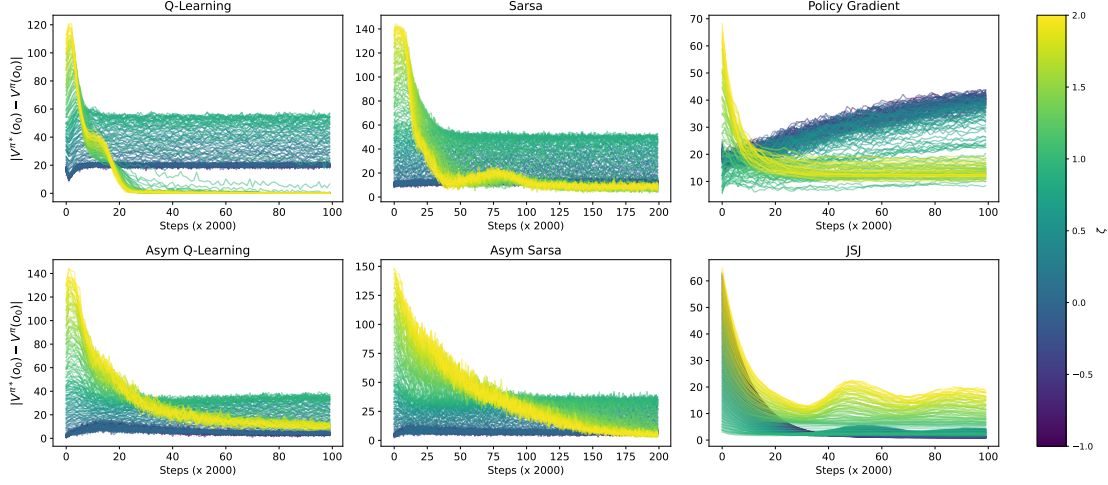 Q-Learning
|V^{π*}(o_0) − V^π(o_0)|
120
100
80
60
40
20
0
0 20 40 60 80 100
Steps (x 2000)
Sarsa
140
120
100
80
60
40
20
0
0 25 50 75 100 125 150 175 200
Steps (x 2000)
Policy Gradient
70
60
50
40
30
20
10
0 20 40 60 80 100
Steps (x 2000)
Asym Q-Learning
|V^{π*}(o_0) − V^π(o_0)|
140
120
100
80
60
40
20
0
0 20 40 60 80 100
Steps (x 2000)
Asym Sarsa
150
125
100
75
50
25
0
0 25 50 75 100 125 150 175 200
Steps (x 2000)
JSJ
60
50
40
30
20
10
0
0 20 40 60 80 100
Steps (x 2000)
2.0
1.5
1.0
0.5
0.0
−0.5
−1.0
ζ